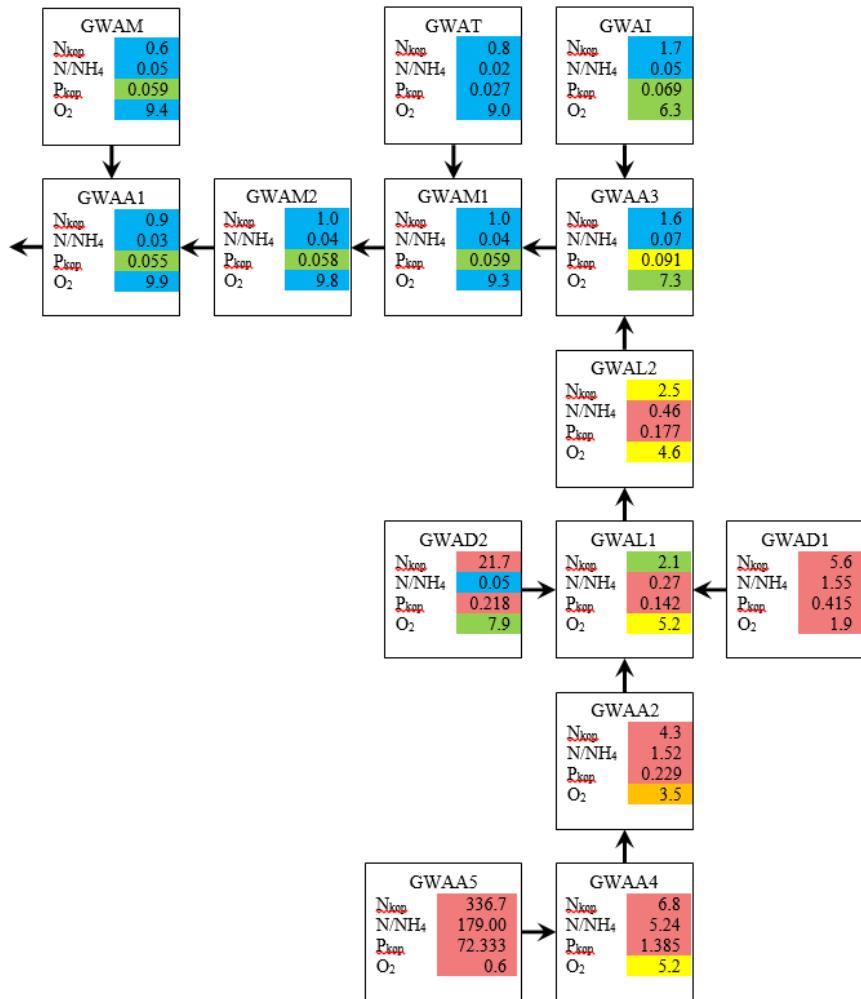 GWAM
Nkop 0.6
N/NH4 0.05
Pkop 0.059
O2 9.4
GWAT
Nkop 0.8
N/NH4 0.02
Pkop 0.027
O2 9.0
GWAI
Nkop 1.7
N/NH4 0.05
Pkop 0.069
O2 6.3
GWAA1
Nkop 0.9
N/NH4 0.03
Pkop 0.055
O2 9.9
GWAM2
Nkop 1.0
N/NH4 0.04
Pkop 0.058
O2 9.8
GWAM1
Nkop 1.0
N/NH4 0.04
Pkop 0.059
O2 9.3
GWAA3
Nkop 1.6
N/NH4 0.07
Pkop 0.091
O2 7.3
GWAL2
Nkop 2.5
N/NH4 0.46
Pkop 0.177
O2 4.6
GWAD2
Nkop 21.7
N/NH4 0.05
Pkop 0.218
O2 7.9
GWAL1
Nkop 2.1
N/NH4 0.27
Pkop 0.142
O2 5.2
GWAD1
Nkop 5.6
N/NH4 1.55
Pkop 0.415
O2 1.9
GWAA2
Nkop 4.3
N/NH4 1.52
Pkop 0.229
O2 3.5
GWAA5
Nkop 336.7
N/NH4 179.00
Pkop 72.333
O2 0.6
GWAA4
Nkop 6.8
N/NH4 5.24
Pkop 1.385
O2 5.2